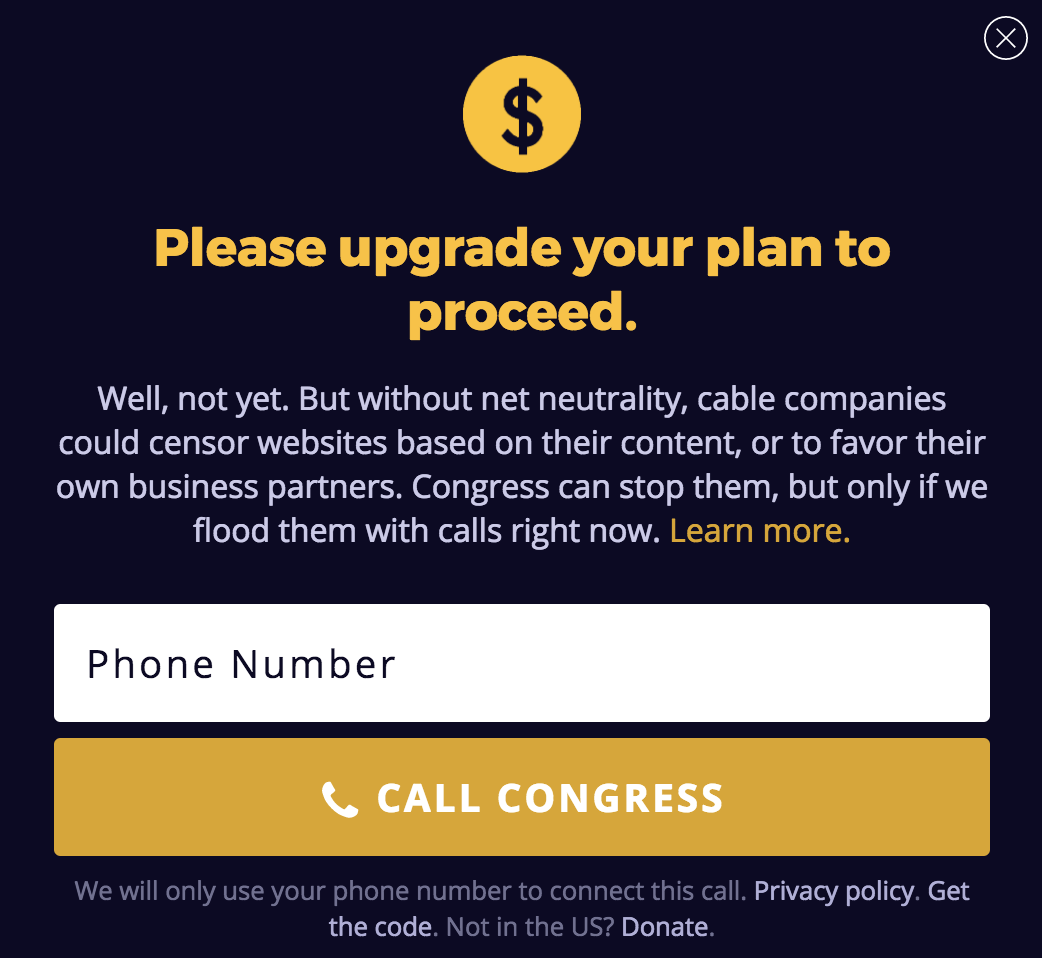 $
Please upgrade your plan to
proceed.
Well, not yet. But without net neutrality, cable companies
could censor websites based on their content, or to favor their
own business partners. Congress can stop them, but only if we
flood them with calls right now. Learn more.
Phone Number
CALL CONGRESS
We will only use your phone number to connect this call. Privacy policy. Get
the code. Not in the US? Donate.